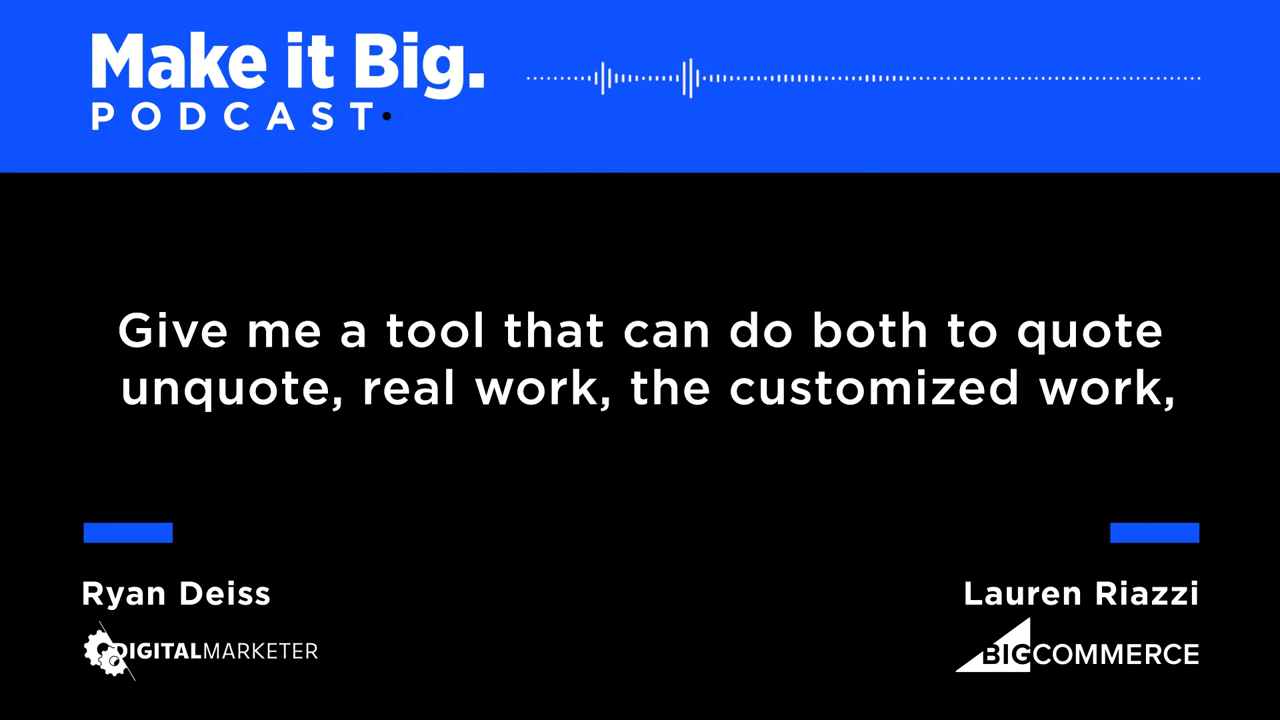 Make it Big.
PODCAST
Give me a tool that can do both to quote
unquote, real work, the customized work,
Ryan Deiss
Lauren Riazzi
DIGITALMARKETER
BIGCOMMERCE